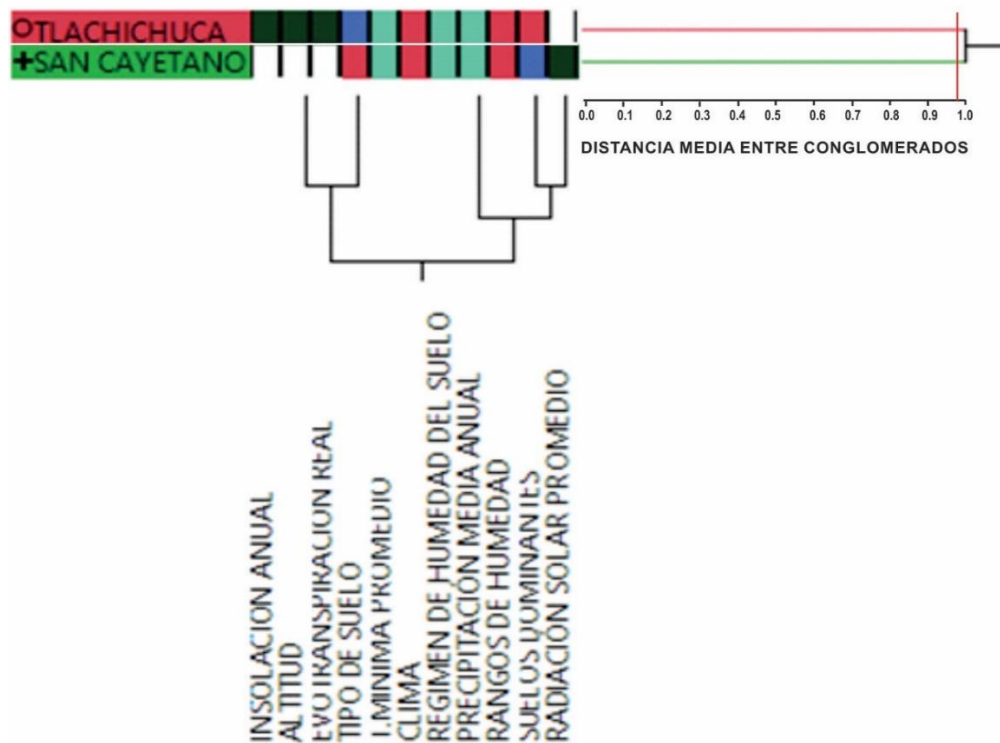 OTLACHICHUCA
+SAN CAYETANO
0.0 0.1 0.2 0.3 0.4 0.5 0.6 0.7 0.8 0.9 1.0
DISTANCIA MEDIA ENTRE CONGLOMERADOS
INSOLACION ANUAL
ALTITUD
EVOTRANSPIRACION REAL
TIPO DE SUELO
T.MINIMA PROMEDIO
CLIMA
REGIMEN DE HUMEDAD DEL SUELO
PRECIPITACIÓN MEDIA ANUAL
RANGOS DE HUMEDAD
SUELOS DOMINANTES
RADIACIÓN SOLAR PROMEDIO